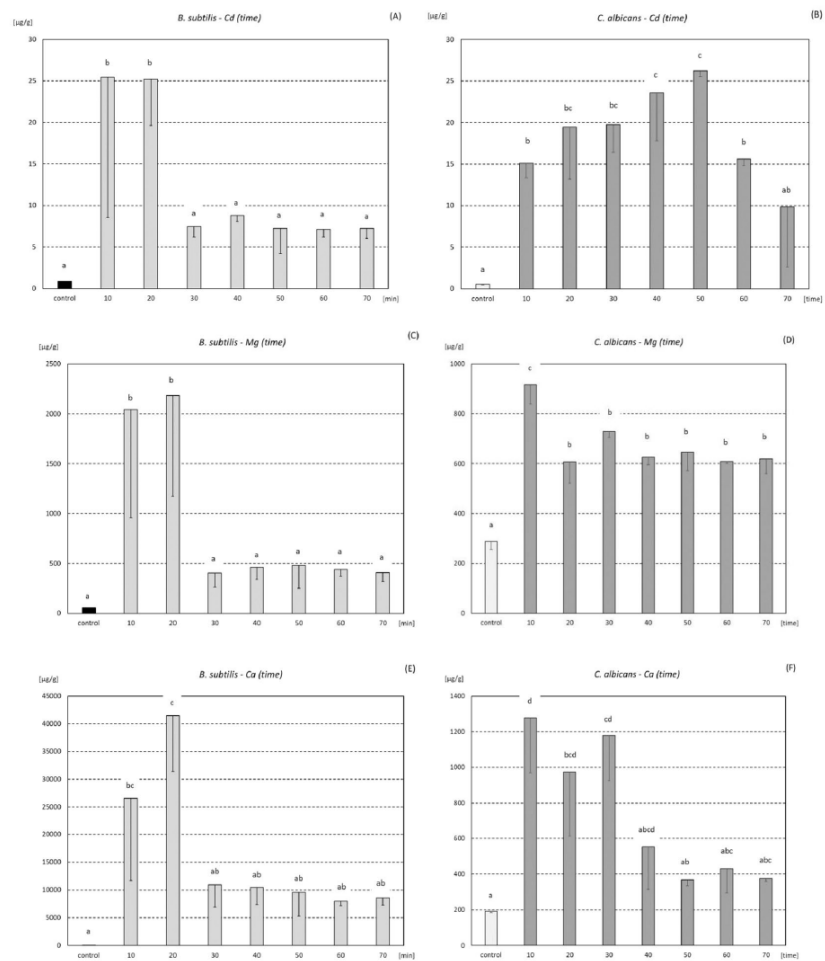 B. subtilis - Cd (time)
(A)
[µg/g]
30
25
20
15
10
5
0
b b a a a a a a
control 10 20 30 40 50 60 70 [min]
C. albicans - Cd (time)
(B)
[µg/g]
30
25
20
15
10
5
0
a b bc bc c c b ab
control 10 20 30 40 50 60 70 [time]
B. subtilis - Mg (time)
(C)
[µg/g]
2500
2000
1500
1000
500
0
a b b a a a a a
control 10 20 30 40 50 60 70 [min]
C. albicans - Mg (time)
(D)
[µg/g]
1000
800
600
400
200
0
a c b b b b b b
control 10 20 30 40 50 60 70 [time]
B. subtilis - Ca (time)
(E)
[µg/g]
45000
40000
35000
30000
25000
20000
15000
10000
5000
0
a bc c ab ab ab ab ab
control 10 20 30 40 50 60 70 [min]
C. albicans - Ca (time)
(F)
[µg/g]
1400
1200
1000
800
600
400
200
0
a d bcd cd abcd ab abc abc
control 10 20 30 40 50 60 70 [time]